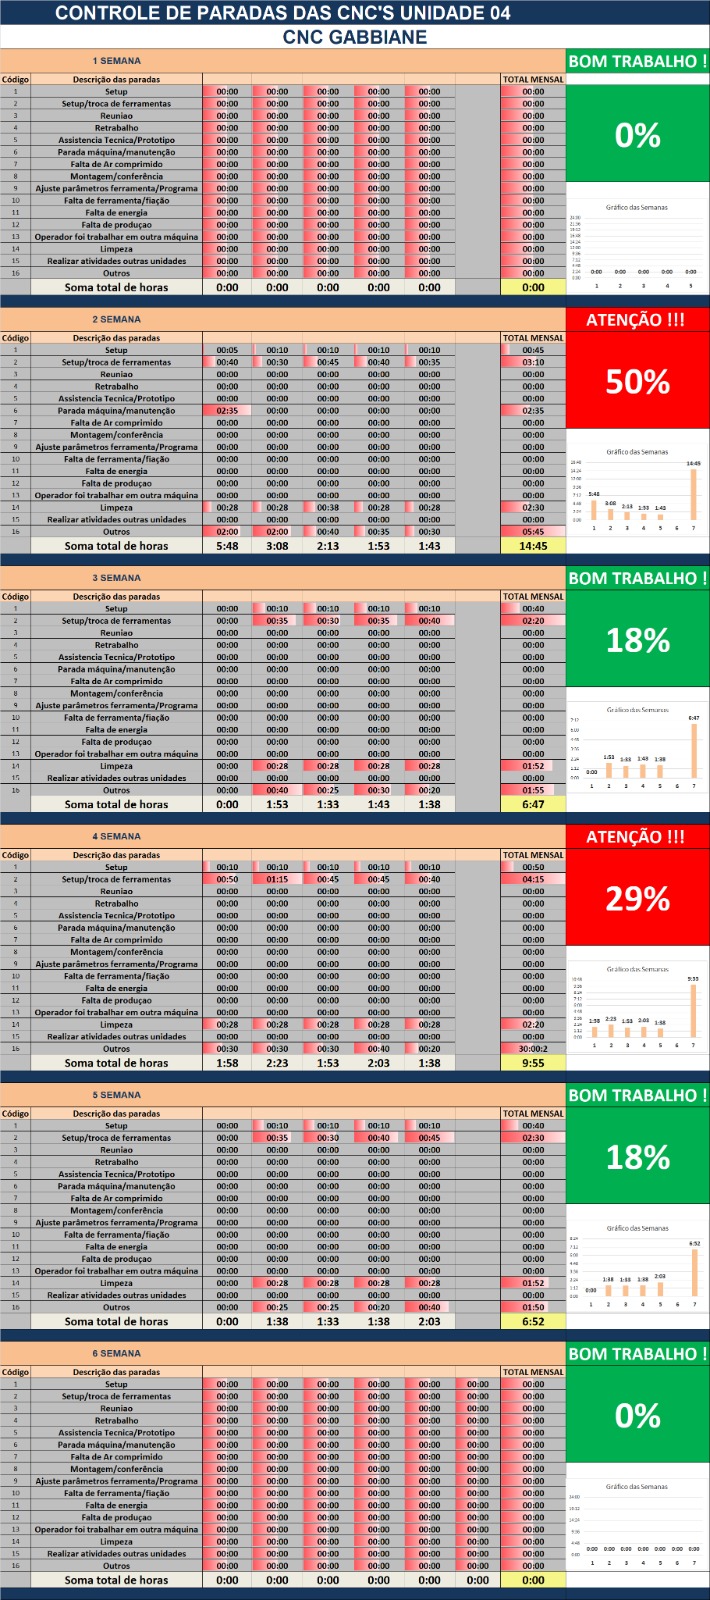 CONTROLE DE PARADAS DAS CNC'S UNIDADE 04
CNC GABBIANE
1 SEMANA BOM TRABALHO !
Código Descrição das paradas TOTAL MENSAL
1 Setup 00:00 00:00 00:00 00:00 00:00 00:00
2 Setup/troca de ferramentas 00:00 00:00 00:00 00:00 00:00 00:00
3 Reuniao 00:00 00:00 00:00 00:00 00:00 00:00
4 Retrabalho 00:00 00:00 00:00 00:00 00:00 00:00
5 Assistencia Tecnica/Prototipo 00:00 00:00 00:00 00:00 00:00 00:00
6 Parada máquina/manutenção 00:00 00:00 00:00 00:00 00:00 00:00
7 Falta de Ar comprimido 00:00 00:00 00:00 00:00 00:00 00:00
8 Montagem/conferência 00:00 00:00 00:00 00:00 00:00 00:00
9 Ajuste parâmetros ferramenta/Programa 00:00 00:00 00:00 00:00 00:00 00:00
10 Falta de ferramenta/fiação 00:00 00:00 00:00 00:00 00:00 00:00
11 Falta de energia 00:00 00:00 00:00 00:00 00:00 00:00
12 Falta de produçao 00:00 00:00 00:00 00:00 00:00 00:00
13 Operador foi trabalhar em outra máquina 00:00 00:00 00:00 00:00 00:00 00:00
14 Limpeza 00:00 00:00 00:00 00:00 00:00 00:00
15 Realizar atividades outras unidades 00:00 00:00 00:00 00:00 00:00 00:00
16 Outros 00:00 00:00 00:00 00:00 00:00 00:00
Soma total de horas 0:00 0:00 0:00 0:00 0:00 0:00
0%
Gráfico das Semanas
0:00 0:00 0:00 0:00 0:00
1 2 3 4 5
2 SEMANA ATENÇÃO !!!
Código Descrição das paradas TOTAL MENSAL
1 Setup 00:05 00:10 00:10 00:10 00:10 00:45
2 Setup/troca de ferramentas 00:40 00:30 00:45 00:40 00:35 03:10
3 Reuniao 00:00 00:00 00:00 00:00 00:00 00:00
4 Retrabalho 00:00 00:00 00:00 00:00 00:00 00:00
5 Assistencia Tecnica/Prototipo 00:00 00:00 00:00 00:00 00:00 00:00
6 Parada máquina/manutenção 02:35 00:00 00:00 00:00 00:00 02:35
7 Falta de Ar comprimido 00:00 00:00 00:00 00:00 00:00 00:00
8 Montagem/conferência 00:00 00:00 00:00 00:00 00:00 00:00
9 Ajuste parâmetros ferramenta/Programa 00:00 00:00 00:00 00:00 00:00 00:00
10 Falta de ferramenta/fiação 00:00 00:00 00:00 00:00 00:00 00:00
11 Falta de energia 00:00 00:00 00:00 00:00 00:00 00:00
12 Falta de produçao 00:00 00:00 00:00 00:00 00:00 00:00
13 Operador foi trabalhar em outra máquina 00:00 00:00 00:00 00:00 00:00 00:00
14 Limpeza 00:28 00:28 00:38 00:28 00:28 02:30
15 Realizar atividades outras unidades 00:00 00:00 00:00 00:00 00:00 00:00
16 Outros 02:00 02:00 00:40 00:35 00:30 05:45
Soma total de horas 5:48 3:08 2:13 1:53 1:43 14:45
50%
Gráfico das Semanas
5:48 3:08 2:13 1:53 1:43 14:45
1 2 3 4 5 6 7
3 SEMANA BOM TRABALHO !
Código Descrição das paradas TOTAL MENSAL
1 Setup 00:00 00:10 00:10 00:10 00:10 00:40
2 Setup/troca de ferramentas 00:00 00:35 00:30 00:35 00:40 02:20
3 Reuniao 00:00 00:00 00:00 00:00 00:00 00:00
4 Retrabalho 00:00 00:00 00:00 00:00 00:00 00:00
5 Assistencia Tecnica/Prototipo 00:00 00:00 00:00 00:00 00:00 00:00
6 Parada máquina/manutenção 00:00 00:00 00:00 00:00 00:00 00:00
7 Falta de Ar comprimido 00:00 00:00 00:00 00:00 00:00 00:00
8 Montagem/conferência 00:00 00:00 00:00 00:00 00:00 00:00
9 Ajuste parâmetros ferramenta/Programa 00:00 00:00 00:00 00:00 00:00 00:00
10 Falta de ferramenta/fiação 00:00 00:00 00:00 00:00 00:00 00:00
11 Falta de energia 00:00 00:00 00:00 00:00 00:00 00:00
12 Falta de produçao 00:00 00:00 00:00 00:00 00:00 00:00
13 Operador foi trabalhar em outra máquina 00:00 00:00 00:00 00:00 00:00 00:00
14 Limpeza 00:00 00:28 00:28 00:28 00:28 01:52
15 Realizar atividades outras unidades 00:00 00:00 00:00 00:00 00:00 00:00
16 Outros 00:00 00:40 00:25 00:30 00:20 01:55
Soma total de horas 0:00 1:53 1:33 1:43 1:38 6:47
18%
Gráfico das Semanas
0:00 1:53 1:33 1:43 1:38 6:47
1 2 3 4 5 6 7
4 SEMANA ATENÇÃO !!!
Código Descrição das paradas TOTAL MENSAL
1 Setup 00:10 00:10 00:10 00:10 00:10 00:50
2 Setup/troca de ferramentas 00:50 01:15 00:45 00:45 00:40 04:15
3 Reuniao 00:00 00:00 00:00 00:00 00:00 00:00
4 Retrabalho 00:00 00:00 00:00 00:00 00:00 00:00
5 Assistencia Tecnica/Prototipo 00:00 00:00 00:00 00:00 00:00 00:00
6 Parada máquina/manutenção 00:00 00:00 00:00 00:00 00:00 00:00
7 Falta de Ar comprimido 00:00 00:00 00:00 00:00 00:00 00:00
8 Montagem/conferência 00:00 00:00 00:00 00:00 00:00 00:00
9 Ajuste parâmetros ferramenta/Programa 00:00 00:00 00:00 00:00 00:00 00:00
10 Falta de ferramenta/fiação 00:00 00:00 00:00 00:00 00:00 00:00
11 Falta de energia 00:00 00:00 00:00 00:00 00:00 00:00
12 Falta de produçao 00:00 00:00 00:00 00:00 00:00 00:00
13 Operador foi trabalhar em outra máquina 00:00 00:00 00:00 00:00 00:00 00:00
14 Limpeza 00:28 00:28 00:28 00:28 00:28 02:20
15 Realizar atividades outras unidades 00:00 00:00 00:00 00:00 00:00 00:00
16 Outros 00:30 00:30 00:30 00:40 00:20 30:00:2
Soma total de horas 1:58 2:23 1:53 2:03 1:38 9:55
29%
Gráfico das Semanas
1:58 2:23 1:53 2:03 1:38 9:55
1 2 3 4 5 6 7
5 SEMANA BOM TRABALHO !
Código Descrição das paradas TOTAL MENSAL
1 Setup 00:00 00:10 00:10 00:10 00:10 00:40
2 Setup/troca de ferramentas 00:00 00:35 00:30 00:40 00:45 02:30
3 Reuniao 00:00 00:00 00:00 00:00 00:00 00:00
4 Retrabalho 00:00 00:00 00:00 00:00 00:00 00:00
5 Assistencia Tecnica/Prototipo 00:00 00:00 00:00 00:00 00:00 00:00
6 Parada máquina/manutenção 00:00 00:00 00:00 00:00 00:00 00:00
7 Falta de Ar comprimido 00:00 00:00 00:00 00:00 00:00 00:00
8 Montagem/conferência 00:00 00:00 00:00 00:00 00:00 00:00
9 Ajuste parâmetros ferramenta/Programa 00:00 00:00 00:00 00:00 00:00 00:00
10 Falta de ferramenta/fiação 00:00 00:00 00:00 00:00 00:00 00:00
11 Falta de energia 00:00 00:00 00:00 00:00 00:00 00:00
12 Falta de produçao 00:00 00:00 00:00 00:00 00:00 00:00
13 Operador foi trabalhar em outra máquina 00:00 00:00 00:00 00:00 00:00 00:00
14 Limpeza 00:00 00:28 00:28 00:28 00:28 01:52
15 Realizar atividades outras unidades 00:00 00:00 00:00 00:00 00:00 00:00
16 Outros 00:00 00:25 00:25 00:20 00:40 01:50
Soma total de horas 0:00 1:38 1:33 1:38 2:03 6:52
18%
Gráfico das Semanas
0:00 1:38 1:33 1:38 2:03 6:52
1 2 3 4 5 6 7
6 SEMANA BOM TRABALHO !
Código Descrição das paradas TOTAL MENSAL
1 Setup 00:00 00:00 00:00 00:00 00:00 00:00 00:00
2 Setup/troca de ferramentas 00:00 00:00 00:00 00:00 00:00 00:00 00:00
3 Reuniao 00:00 00:00 00:00 00:00 00:00 00:00 00:00
4 Retrabalho 00:00 00:00 00:00 00:00 00:00 00:00 00:00
5 Assistencia Tecnica/Prototipo 00:00 00:00 00:00 00:00 00:00 00:00 00:00
6 Parada máquina/manutenção 00:00 00:00 00:00 00:00 00:00 00:00 00:00
7 Falta de Ar comprimido 00:00 00:00 00:00 00:00 00:00 00:00 00:00
8 Montagem/conferência 00:00 00:00 00:00 00:00 00:00 00:00 00:00
9 Ajuste parâmetros ferramenta/Programa 00:00 00:00 00:00 00:00 00:00 00:00 00:00
10 Falta de ferramenta/fiação 00:00 00:00 00:00 00:00 00:00 00:00 00:00
11 Falta de energia 00:00 00:00 00:00 00:00 00:00 00:00 00:00
12 Falta de produçao 00:00 00:00 00:00 00:00 00:00 00:00 00:00
13 Operador foi trabalhar em outra máquina 00:00 00:00 00:00 00:00 00:00 00:00 00:00
14 Limpeza 00:00 00:00 00:00 00:00 00:00 00:00 00:00
15 Realizar atividades outras unidades 00:00 00:00 00:00 00:00 00:00 00:00 00:00
16 Outros 00:00 00:00 00:00 00:00 00:00 00:00 00:00
Soma total de horas 0:00 0:00 0:00 0:00 0:00 0:00 0:00
0%
Gráfico das Semanas
0:00 0:00 0:00 0:00 0:00 0:00 0:00
1 2 3 4 5 6 7